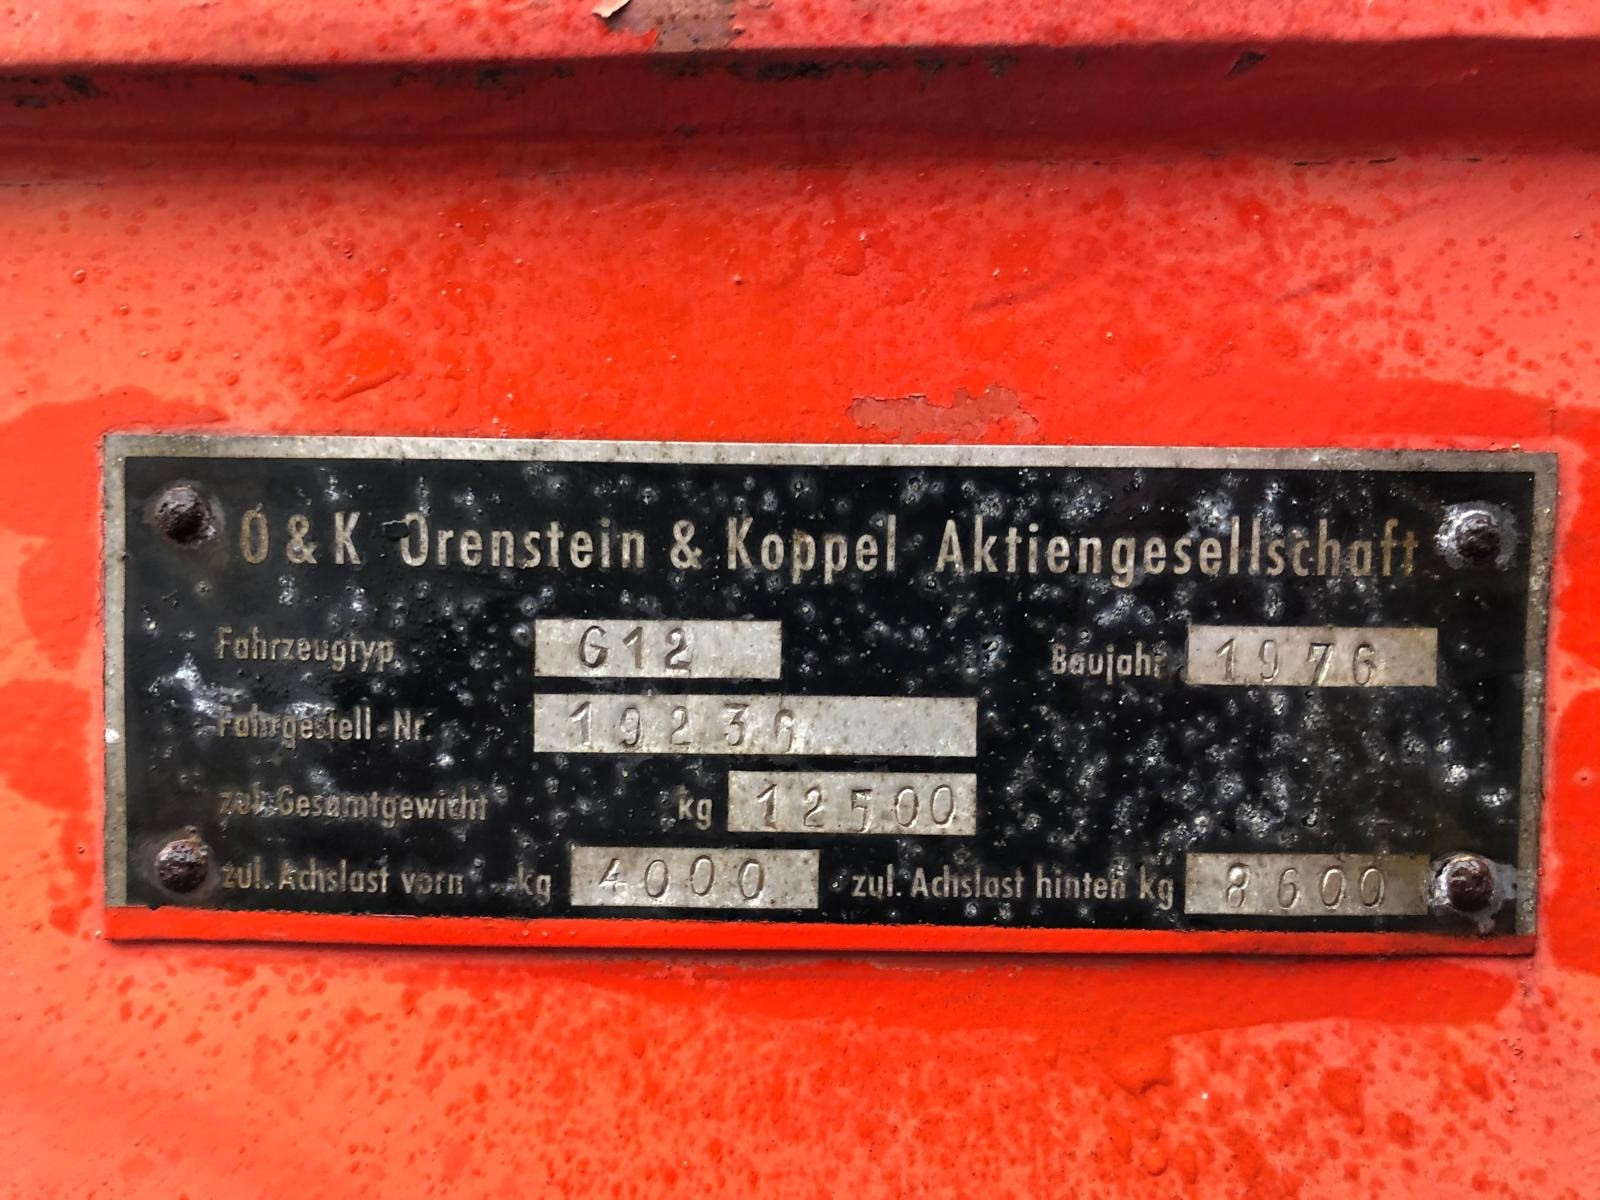 O & K Orenstein & Koppel Aktiengesellschaft
Fahrzeugtyp G12 Baujahr 1976
Fahrgestell-Nr. 19236
zul. Gesamtgewicht kg 12500
zul. Achslast vorn kg 4000 zul. Achslast hinten kg 8600